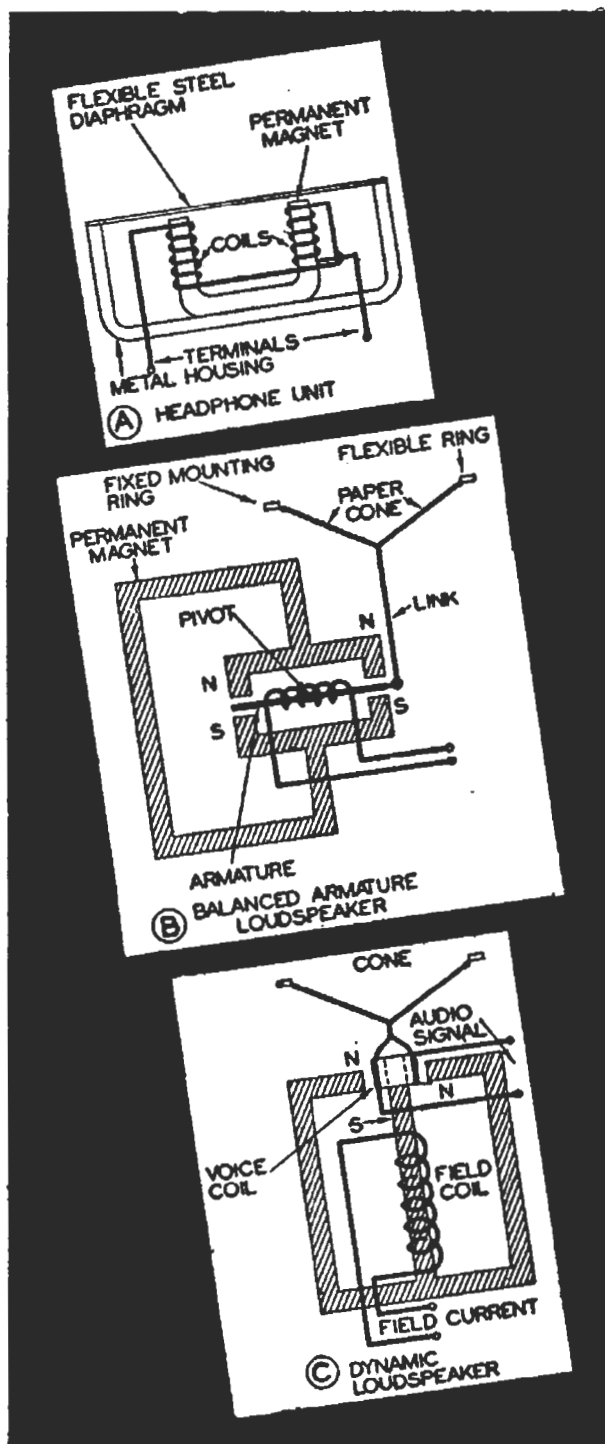 FLEXIBLE STEEL
DIAPHRAGM
PERMANENT
MAGNET
COILS
TERMINALS
METAL HOUSING
A HEADPHONE UNIT
FIXED MOUNTING
RING
FLEXIBLE RING
PAPER
CONE
PERMANENT
MAGNET
LINK
PIVOT
N
N
S
S
ARMATURE
B BALANCED ARMATURE
LOUDSPEAKER
CONE
AUDIO
SIGNAL
N
N
S
VOICE
COIL
FIELD
COIL
FIELD CURRENT
C DYNAMIC
LOUDSPEAKER